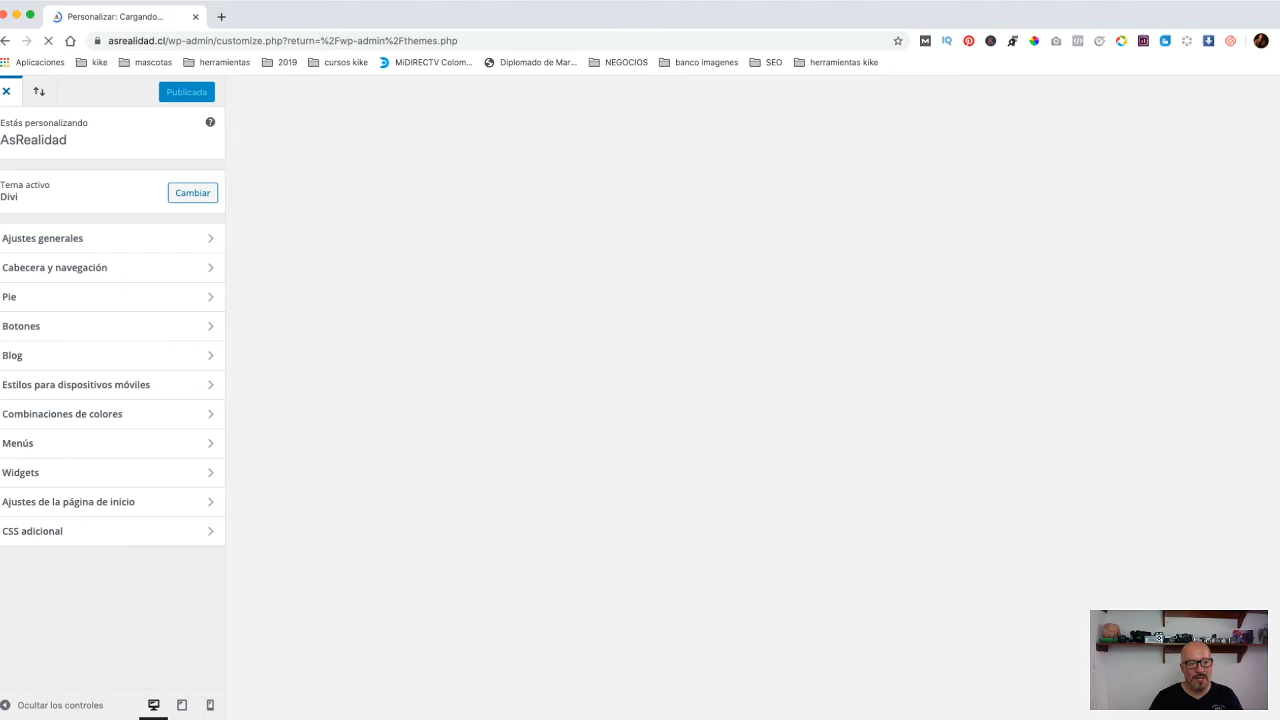 Personalizar: Cargando...
asrealidad.cl/wp-admin/customize.php?return=%2Fwp-admin%2Fthemes.php
Aplicaciones kike mascotas herramientas 2019 cursos kike MiDIRECTV Colom... Diplomado de Mar... NEGOCIOS banco imagenes SEO herramientas kike
Publicada
Estás personalizando
AsRealidad
Tema activo
Divi
Cambiar
Ajustes generales
Cabecera y navegación
Pie
Botones
Blog
Estilos para dispositivos móviles
Combinaciones de colores
Menús
Widgets
Ajustes de la página de inicio
CSS adicional
Ocultar los controles